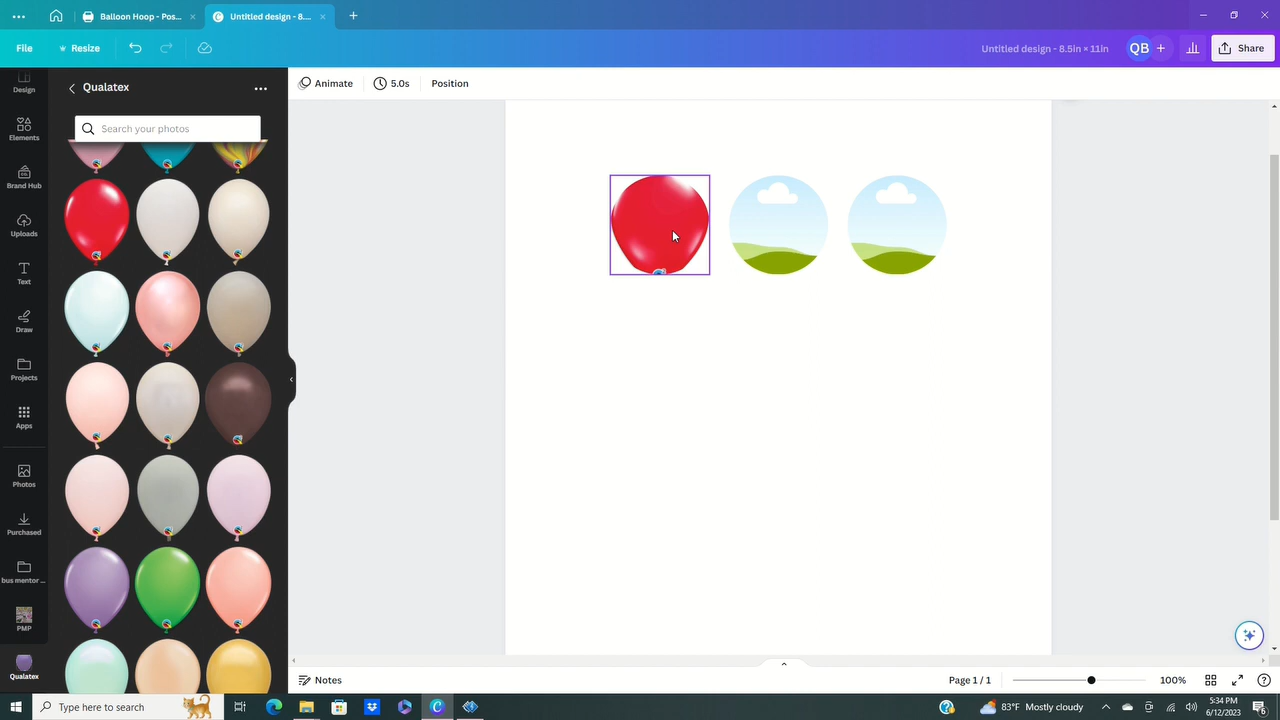 Balloon Hoop - Pos...
Untitled design - 8....
File
Resize
Untitled design - 8.5in × 11in
QB
Share
Design
Elements
Brand Hub
Uploads
Text
Draw
Projects
Apps
Photos
Purchased
bus mentor ...
PMP
Qualatex
Qualatex
Search your photos
Animate
5.0s
Position
Notes
Page 1 / 1
100%
Type here to search
83°F Mostly cloudy
5:34 PM
6/12/2023
6